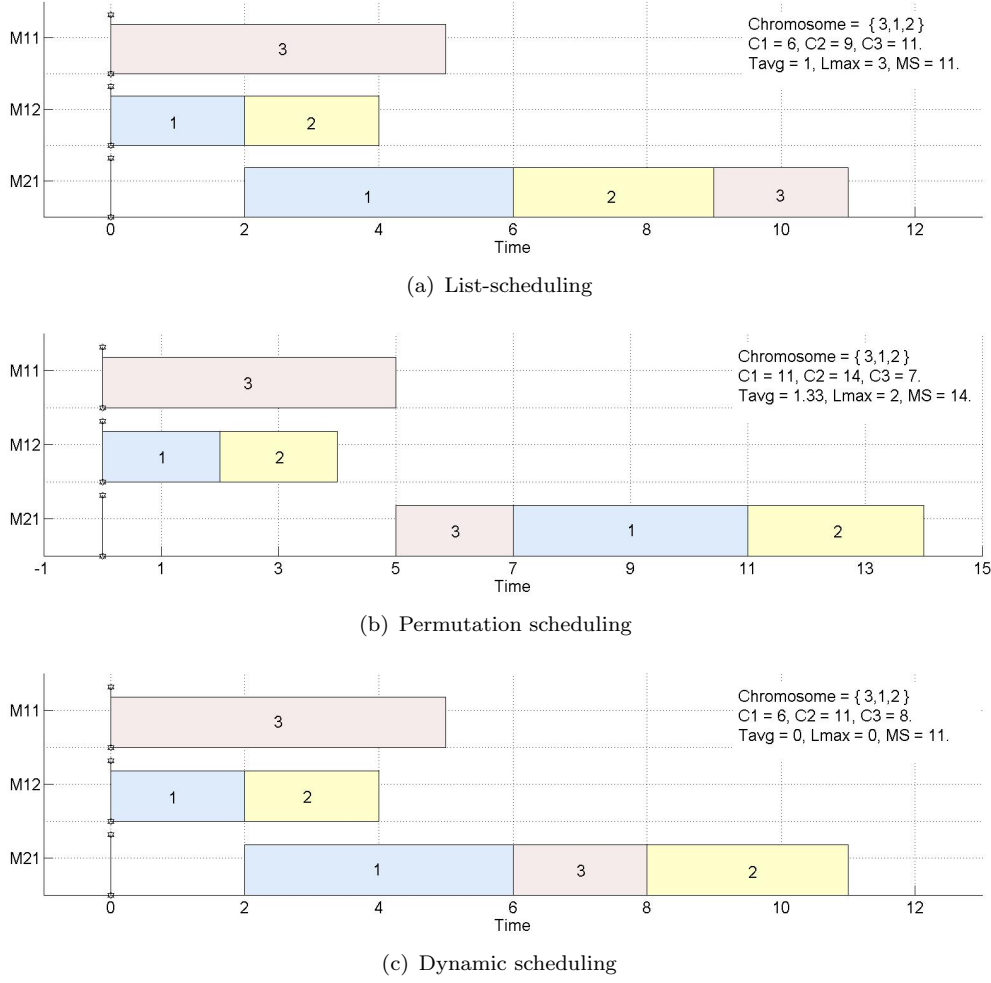 Chromosome = { 3,1,2 }
C1 = 6, C2 = 9, C3 = 11.
Tavg = 1, Lmax = 3, MS = 11.
M11
3
M12
1 2
M21
1 2 3
0 2 4 6 8 10 12
Time
(a) List-scheduling
Chromosome = { 3,1,2 }
C1 = 11, C2 = 14, C3 = 7.
Tavg = 1.33, Lmax = 2, MS = 14.
M11
3
M12
1 2
M21
3 1 2
-1 1 3 5 7 9 11 13 15
Time
(b) Permutation scheduling
Chromosome = { 3,1,2 }
C1 = 6, C2 = 11, C3 = 8.
Tavg = 0, Lmax = 0, MS = 11.
M11
3
M12
1 2
M21
1 3 2
0 2 4 6 8 10 12
Time
(c) Dynamic scheduling